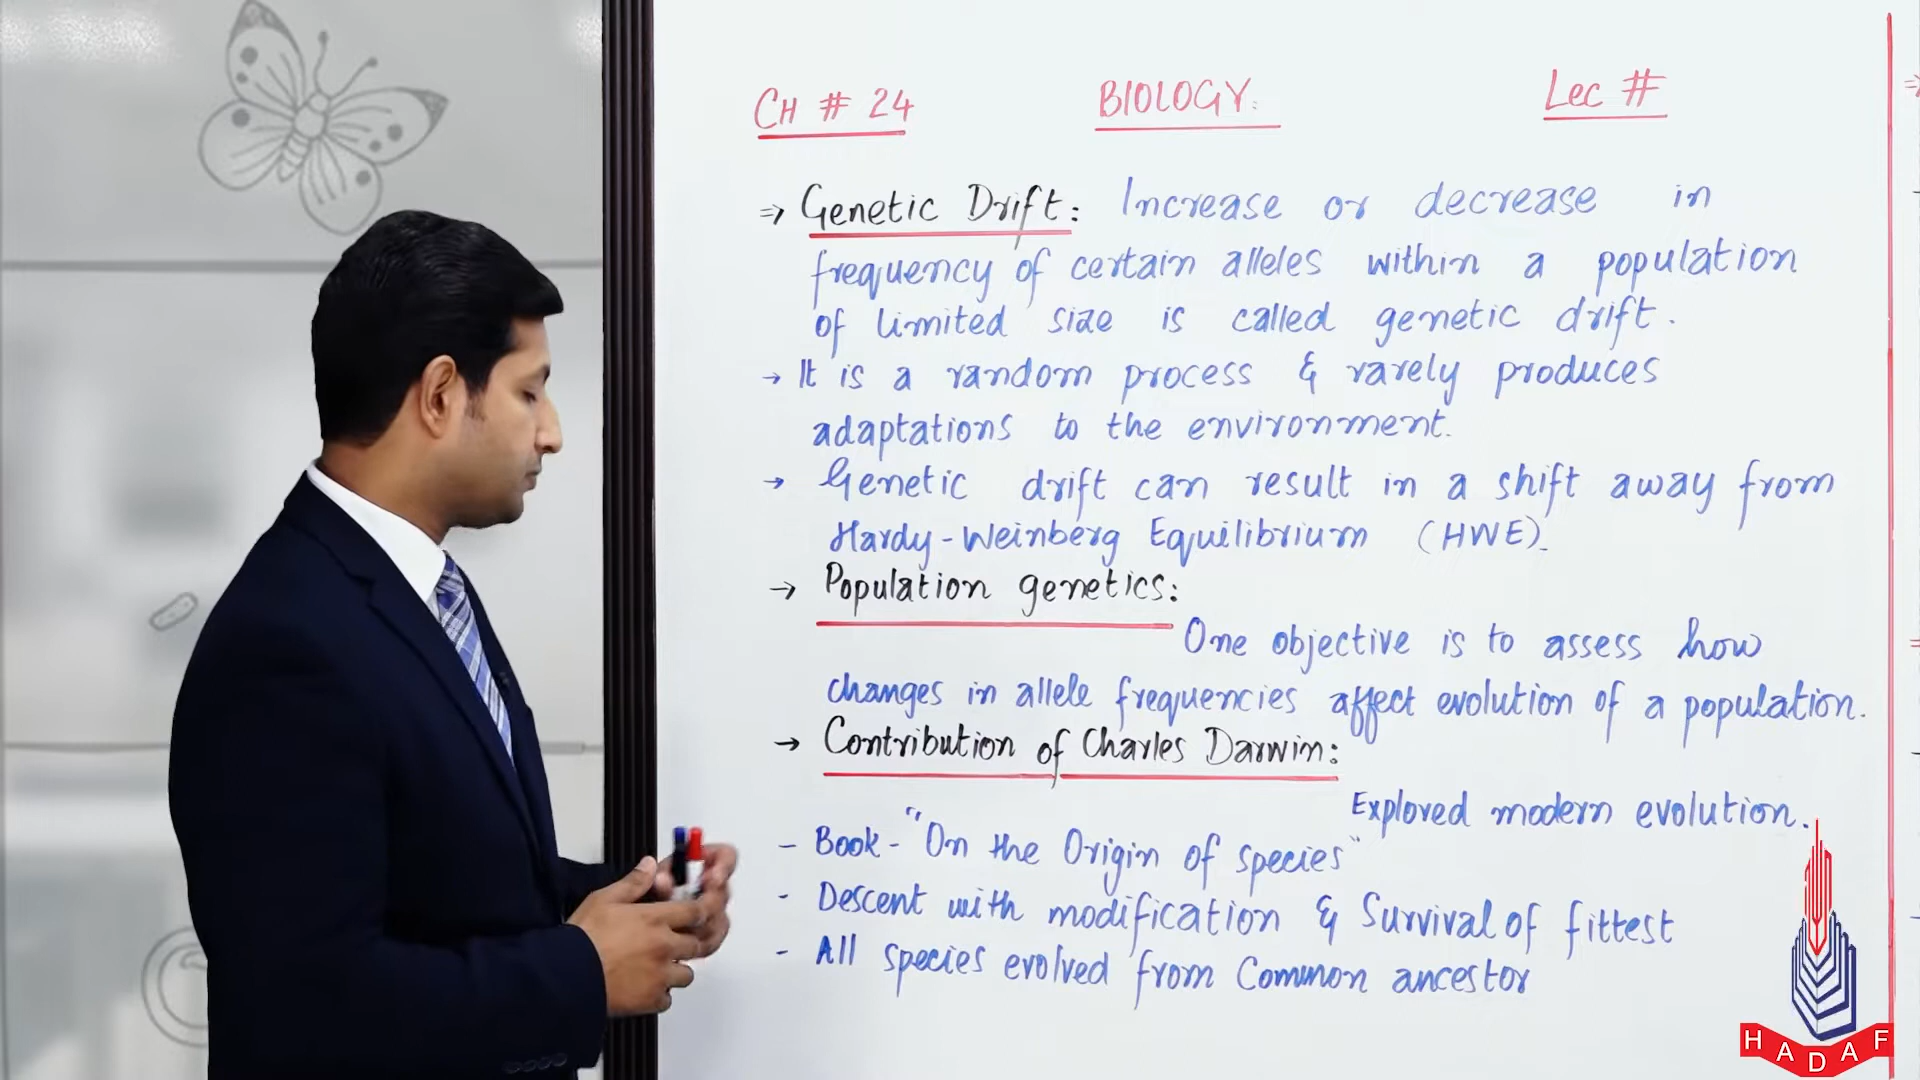 CH # 24 BIOLOGY. Lec #
⇒ Genetic Drift: Increase or decrease in
frequency of certain alleles within a population
of limited size is called genetic drift.
→ It is a random process & rarely produces
adaptations to the environment.
→ Genetic drift can result in a shift away from
Hardy-Weinberg Equilibrium (HWE).
→ Population genetics:
One objective is to assess how
changes in allele frequencies affect evolution of a population.
→ Contribution of Charles Darwin:
Explored modern evolution.
- Book - "On the Origin of species"
- Descent with modification & Survival of fittest
- All species evolved from Common ancestor
HADAF